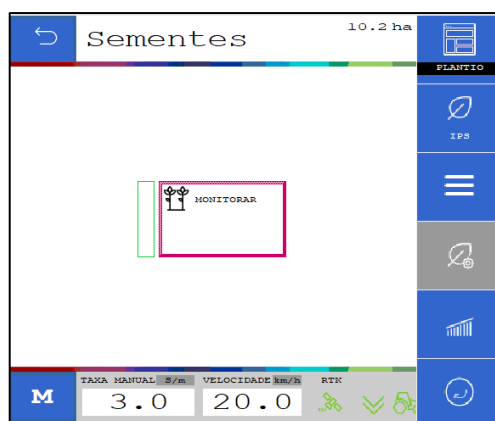 Sementes
10.2 ha
PLANTIO
IPS
MONITORAR
TAXA MANUAL S/m
VELOCIDADE km/h
RTK
M
3.0
20.0